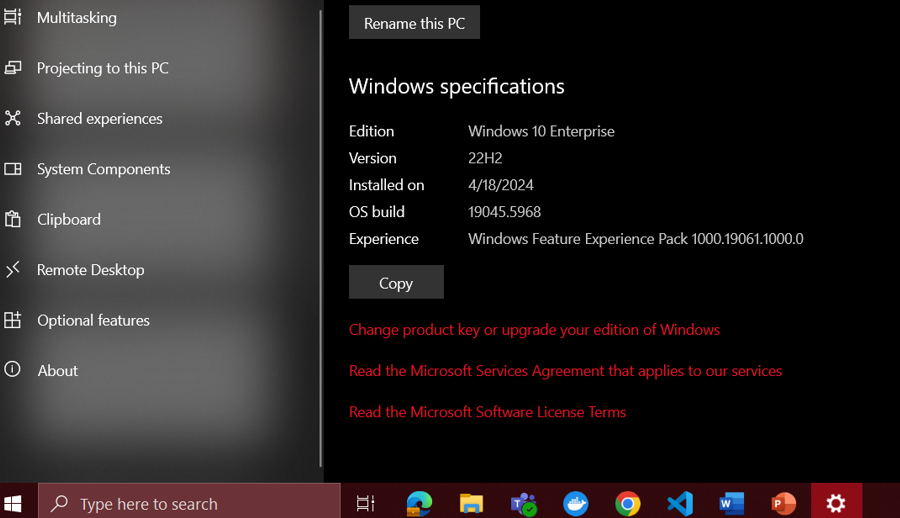 Multitasking
Projecting to this PC
Shared experiences
System Components
Clipboard
Remote Desktop
Optional features
About
Rename this PC
Windows specifications
Edition Windows 10 Enterprise
Version 22H2
Installed on 4/18/2024
OS build 19045.5968
Experience Windows Feature Experience Pack 1000.19061.1000.0
Copy
Change product key or upgrade your edition of Windows
Read the Microsoft Services Agreement that applies to our services
Read the Microsoft Software License Terms
Type here to search